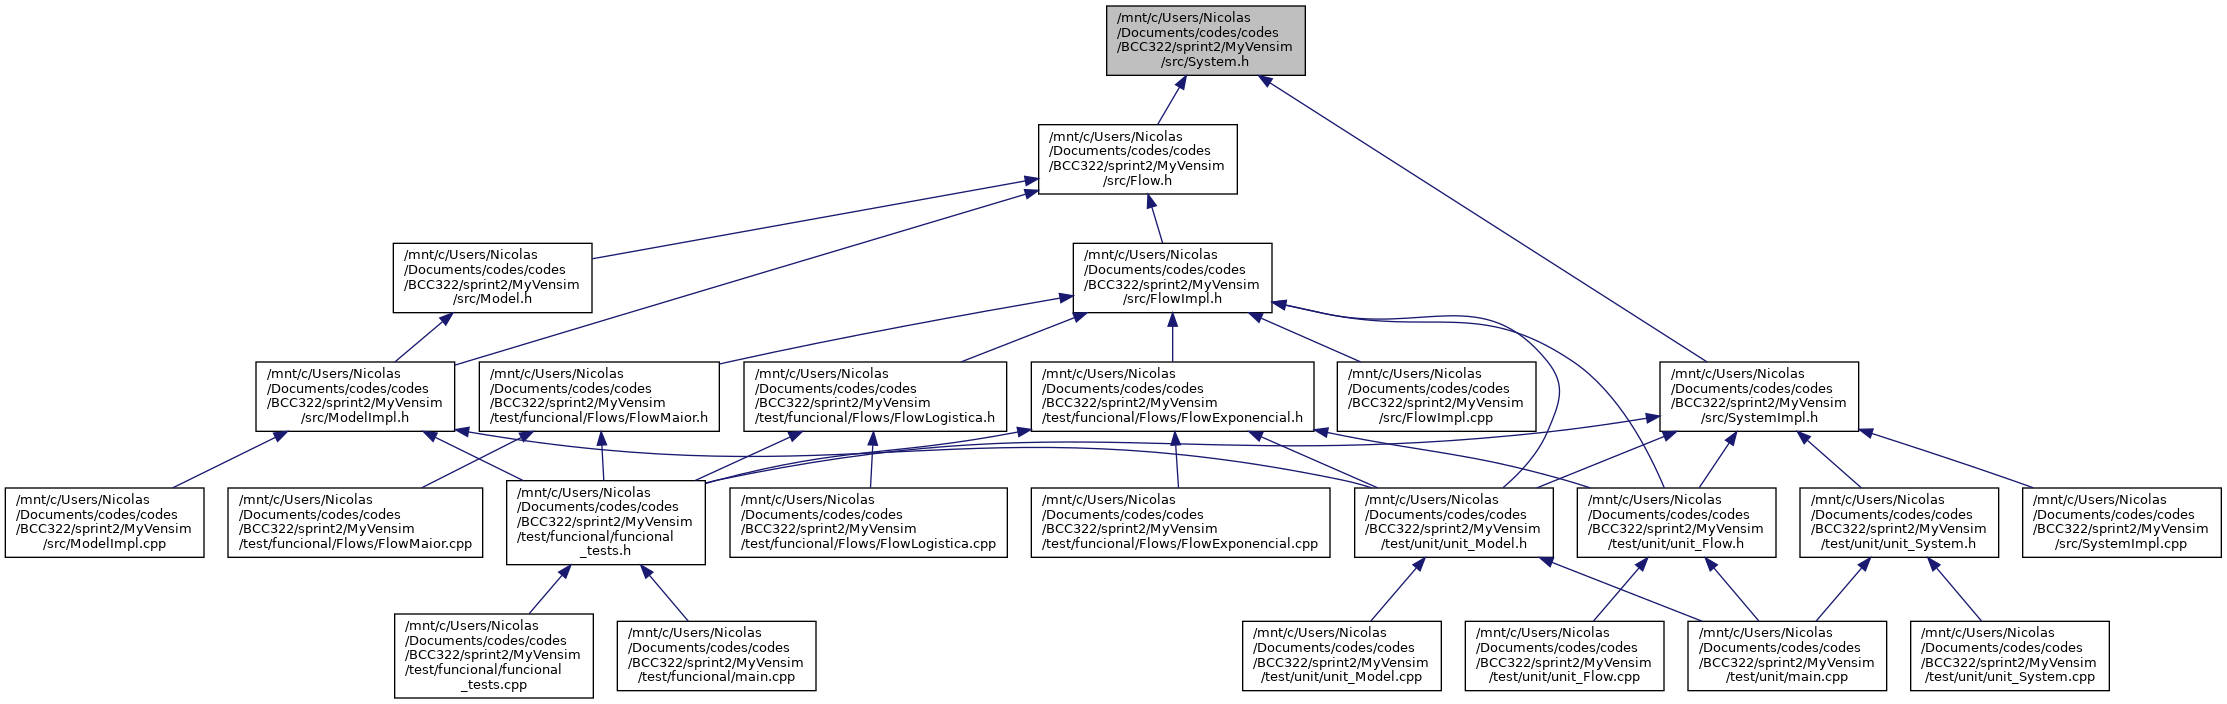 /mnt/c/Users/Nicolas
/Documents/codes/codes
/BCC322/sprint2/MyVensim
/src/System.h
/mnt/c/Users/Nicolas
/Documents/codes/codes
/BCC322/sprint2/MyVensim
/src/Flow.h
/mnt/c/Users/Nicolas
/Documents/codes/codes
/BCC322/sprint2/MyVensim
/src/Model.h
/mnt/c/Users/Nicolas
/Documents/codes/codes
/BCC322/sprint2/MyVensim
/src/FlowImpl.h
/mnt/c/Users/Nicolas
/Documents/codes/codes
/BCC322/sprint2/MyVensim
/src/ModelImpl.h
/mnt/c/Users/Nicolas
/Documents/codes/codes
/BCC322/sprint2/MyVensim
/test/funcional/Flows/FlowMaior.h
/mnt/c/Users/Nicolas
/Documents/codes/codes
/BCC322/sprint2/MyVensim
/test/funcional/Flows/FlowLogistica.h
/mnt/c/Users/Nicolas
/Documents/codes/codes
/BCC322/sprint2/MyVensim
/test/funcional/Flows/FlowExponencial.h
/mnt/c/Users/Nicolas
/Documents/codes/codes
/BCC322/sprint2/MyVensim
/src/FlowImpl.cpp
/mnt/c/Users/Nicolas
/Documents/codes/codes
/BCC322/sprint2/MyVensim
/src/SystemImpl.h
/mnt/c/Users/Nicolas
/Documents/codes/codes
/BCC322/sprint2/MyVensim
/src/ModelImpl.cpp
/mnt/c/Users/Nicolas
/Documents/codes/codes
/BCC322/sprint2/MyVensim
/test/funcional/Flows/FlowMaior.cpp
/mnt/c/Users/Nicolas
/Documents/codes/codes
/BCC322/sprint2/MyVensim
/test/funcional/funcional
_tests.h
/mnt/c/Users/Nicolas
/Documents/codes/codes
/BCC322/sprint2/MyVensim
/test/funcional/Flows/FlowLogistica.cpp
/mnt/c/Users/Nicolas
/Documents/codes/codes
/BCC322/sprint2/MyVensim
/test/funcional/Flows/FlowExponencial.cpp
/mnt/c/Users/Nicolas
/Documents/codes/codes
/BCC322/sprint2/MyVensim
/test/unit/unit_Model.h
/mnt/c/Users/Nicolas
/Documents/codes/codes
/BCC322/sprint2/MyVensim
/test/unit/unit_Flow.h
/mnt/c/Users/Nicolas
/Documents/codes/codes
/BCC322/sprint2/MyVensim
/test/unit/unit_System.h
/mnt/c/Users/Nicolas
/Documents/codes/codes
/BCC322/sprint2/MyVensim
/src/SystemImpl.cpp
/mnt/c/Users/Nicolas
/Documents/codes/codes
/BCC322/sprint2/MyVensim
/test/funcional/funcional
_tests.cpp
/mnt/c/Users/Nicolas
/Documents/codes/codes
/BCC322/sprint2/MyVensim
/test/funcional/main.cpp
/mnt/c/Users/Nicolas
/Documents/codes/codes
/BCC322/sprint2/MyVensim
/test/unit/unit_Model.cpp
/mnt/c/Users/Nicolas
/Documents/codes/codes
/BCC322/sprint2/MyVensim
/test/unit/unit_Flow.cpp
/mnt/c/Users/Nicolas
/Documents/codes/codes
/BCC322/sprint2/MyVensim
/test/unit/main.cpp
/mnt/c/Users/Nicolas
/Documents/codes/codes
/BCC322/sprint2/MyVensim
/test/unit/unit_System.cpp